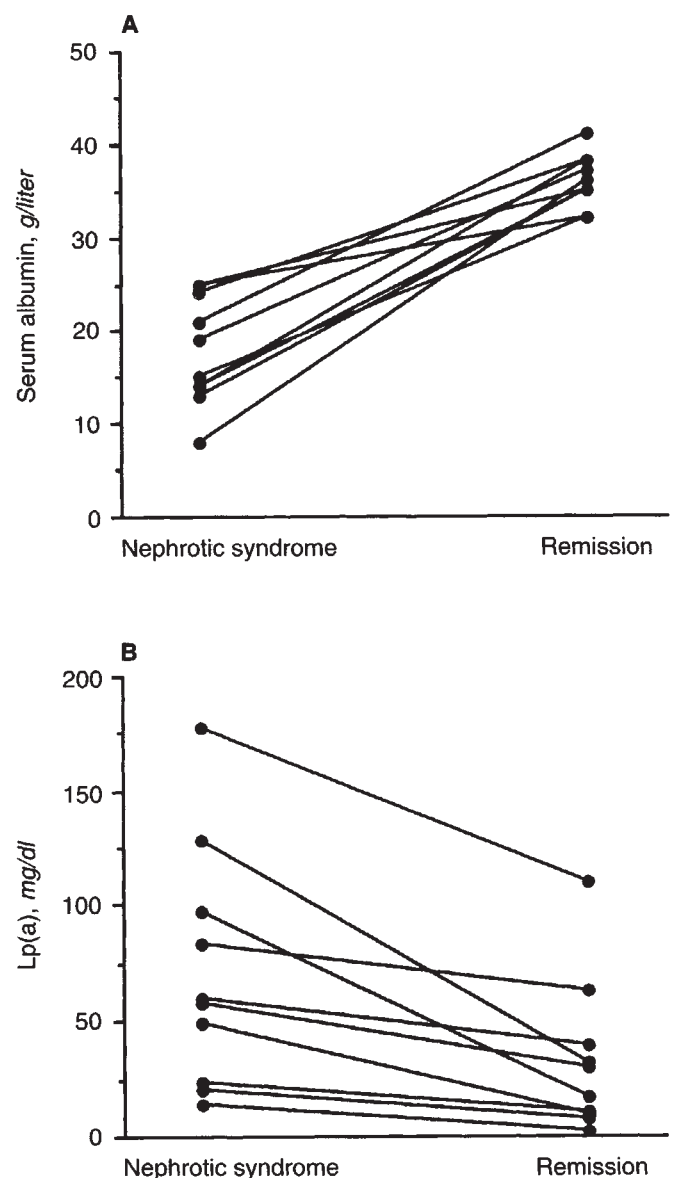 A
50
40
30
20
10
0
Serum albumin, g/liter
Nephrotic syndrome Remission
B
200
150
100
50
0
Lp(a), mg/dl
Nephrotic syndrome Remission